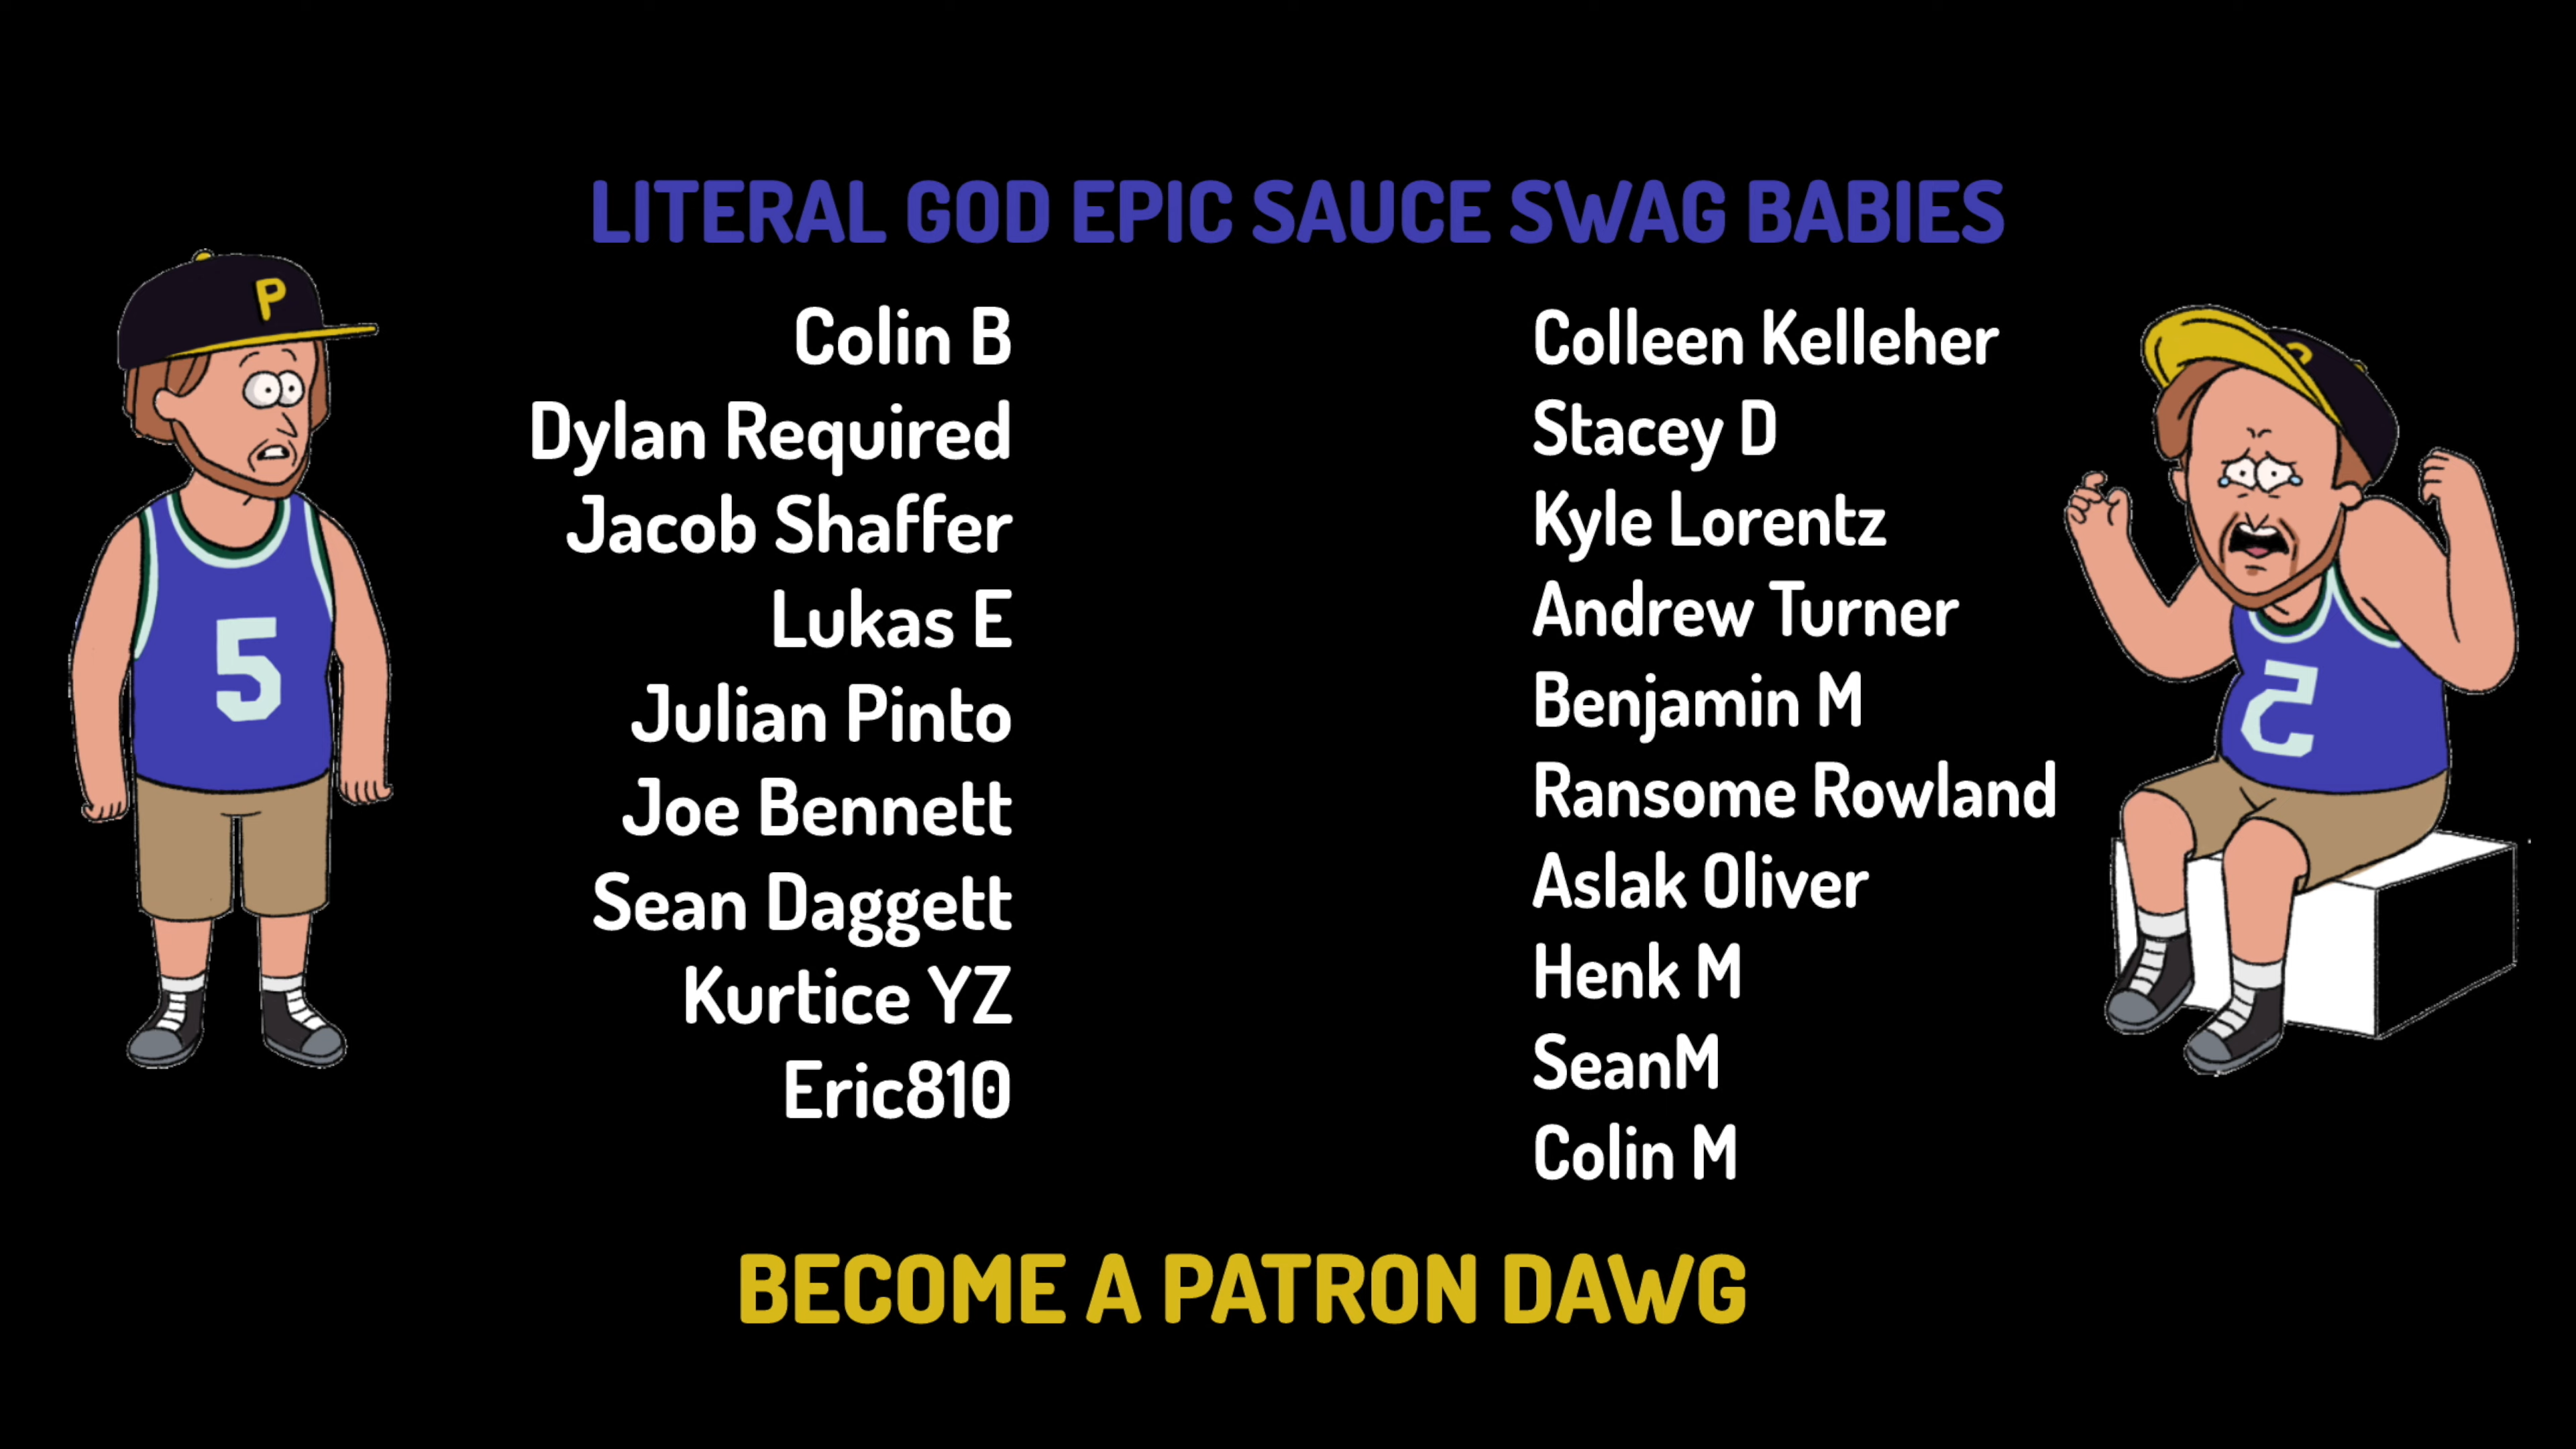 LITERAL GOD EPIC SAUCE SWAG BABIES
P
5
Colin B
Dylan Required
Jacob Shaffer
Lukas E
Julian Pinto
Joe Bennett
Sean Daggett
Kurtice YZ
Eric810
Colleen Kelleher
Stacey D
Kyle Lorentz
Andrew Turner
Benjamin M
Ransome Rowland
Aslak Oliver
Henk M
SeanM
Colin M
P
5
BECOME A PATRON DAWG